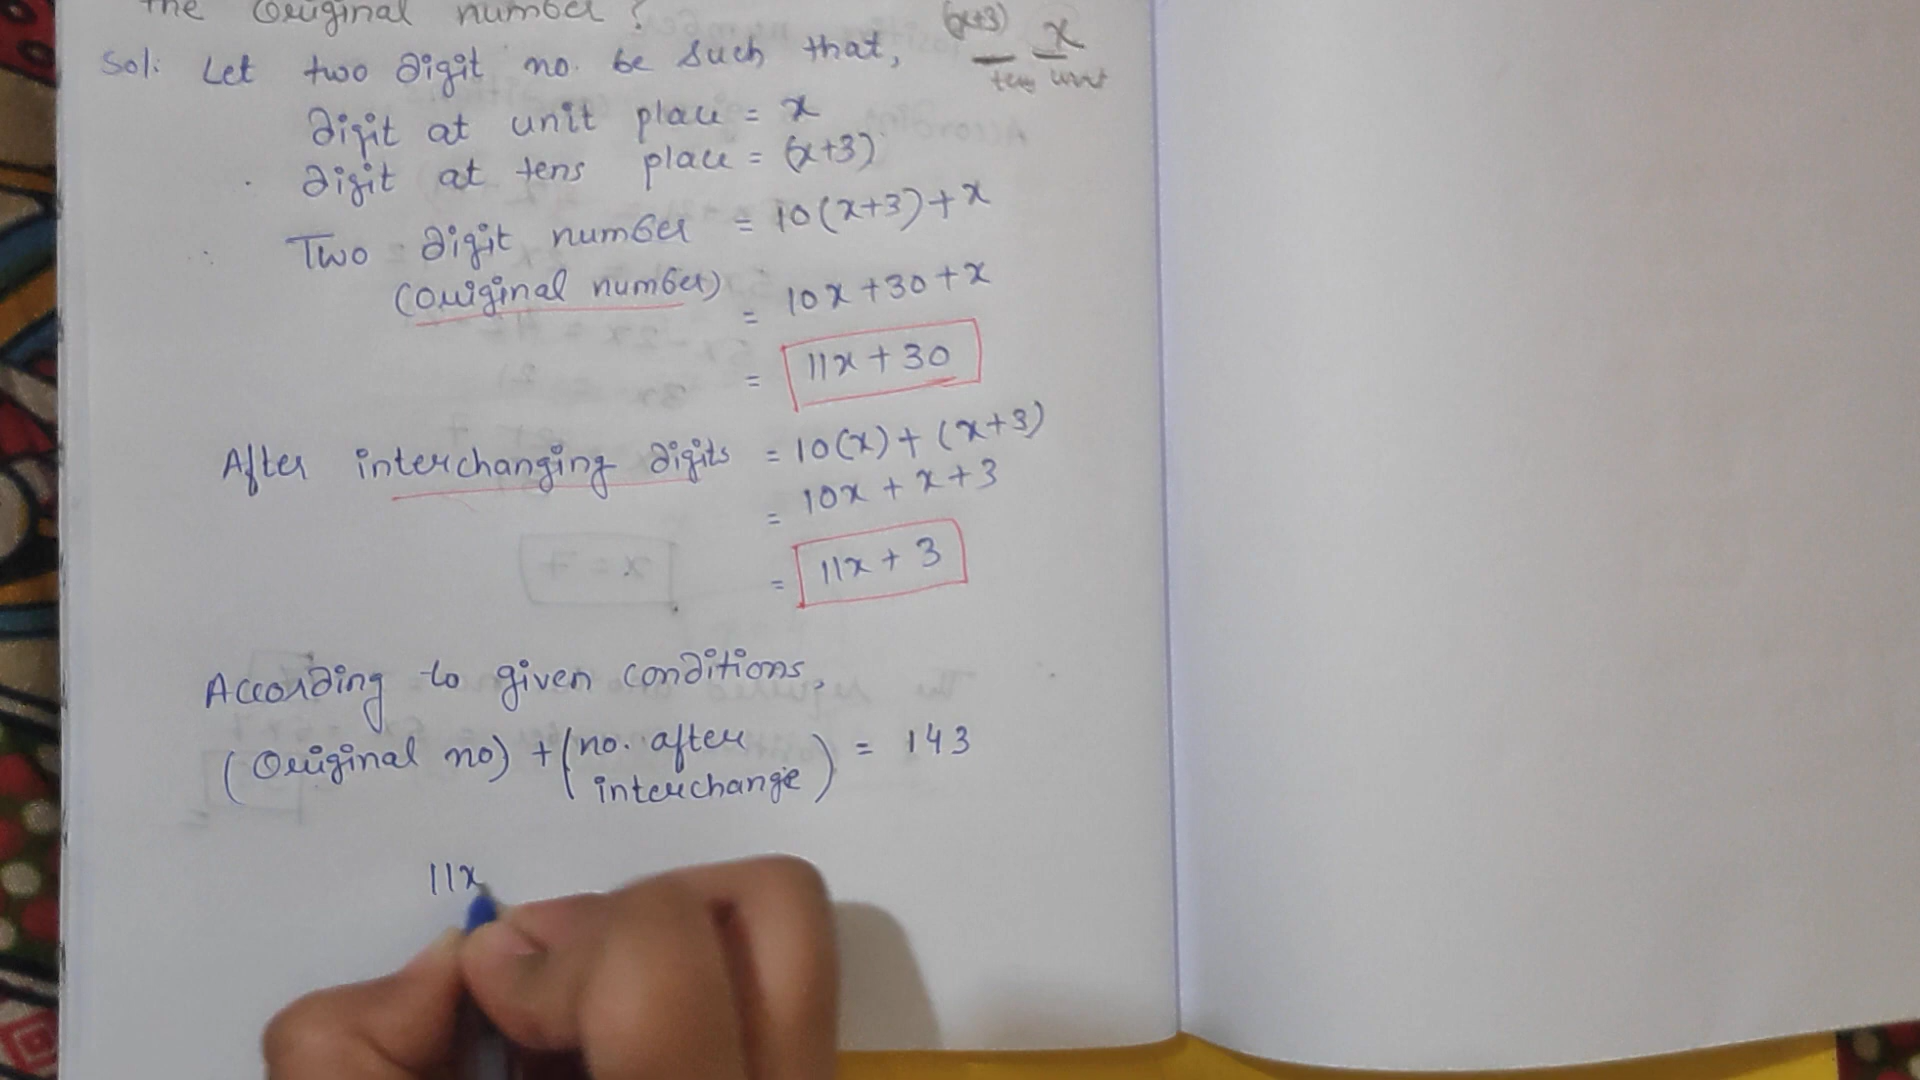 the Original number?
(x+3) x
tens unit
Sol: Let two digit no. be such that,
digit at unit place = x
digit at tens place = (x+3)
Two digit number = 10(x+3)+x
(Original number)
= 10x+30+x
= 11x+30
After interchanging digits = 10(x)+(x+3)
= 10x+x+3
= 11x+3
According to given conditions,
(Original no) + (no. after interchange) = 143
11x